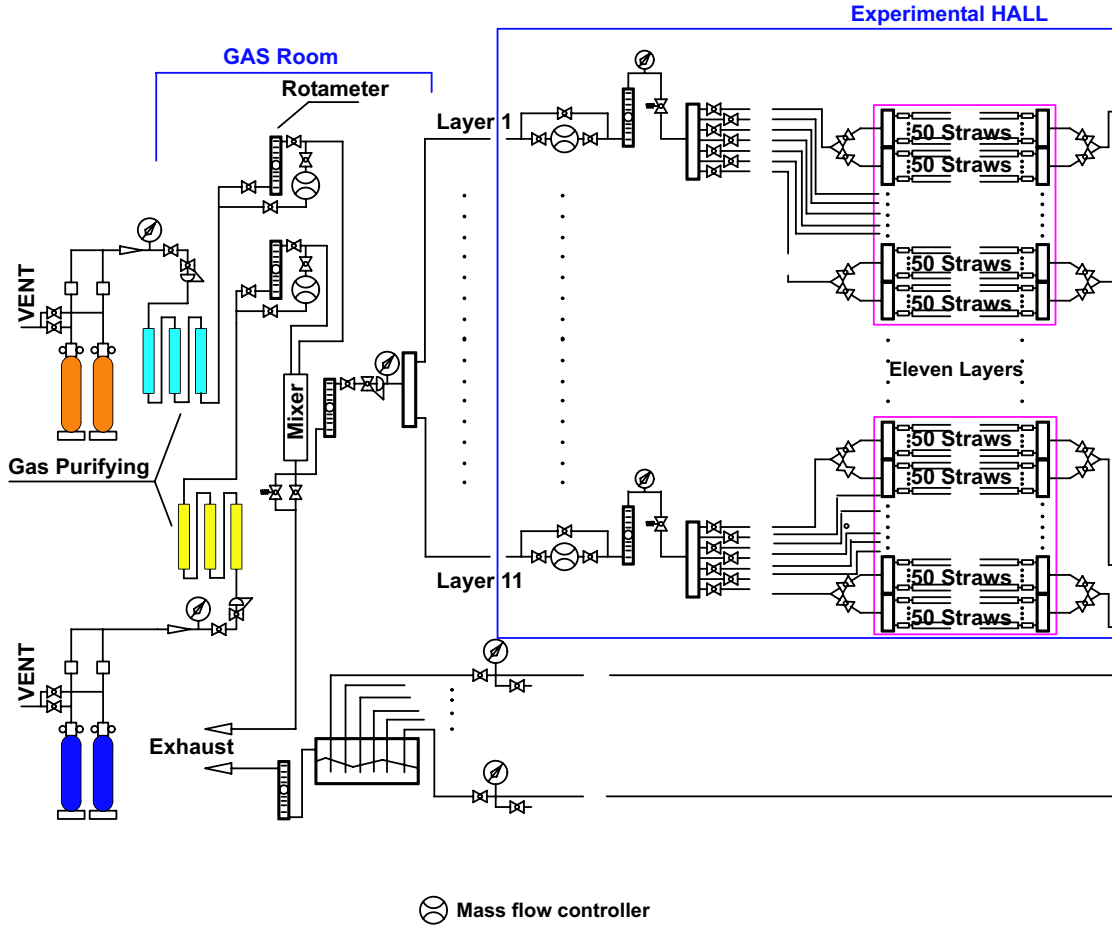 Experimental HALL
GAS Room
Rotameter
Layer 1
50 Straws
50 Straws
VENT
50 Straws
50 Straws
Eleven Layers
Mixer
50 Straws
Gas Purifying
50 Straws
Layer 11
50 Straws
50 Straws
VENT
Exhaust
Mass flow controller